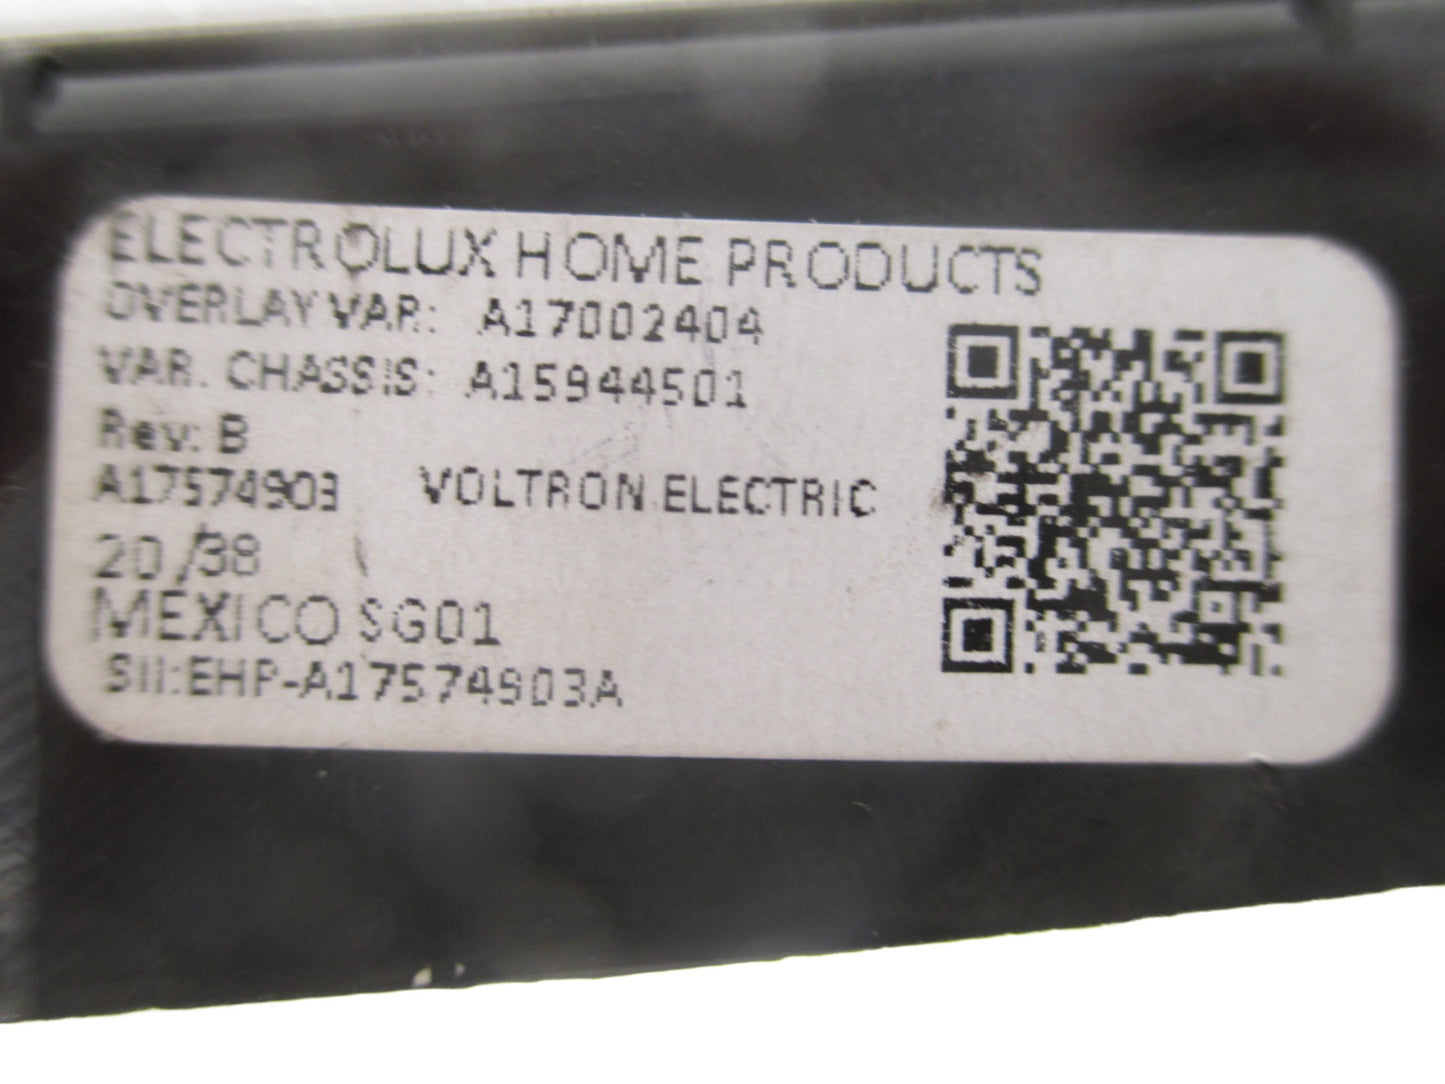 ELECTROLUX HOME PRODUCTS
OVERLAY VAR: A17002404
VAR. CHASSIS: A15944501
Rev: B
A17574903 VOLTRON ELECTRIC
20/38
MEXICO SG01
SII:EHP-A17574903A